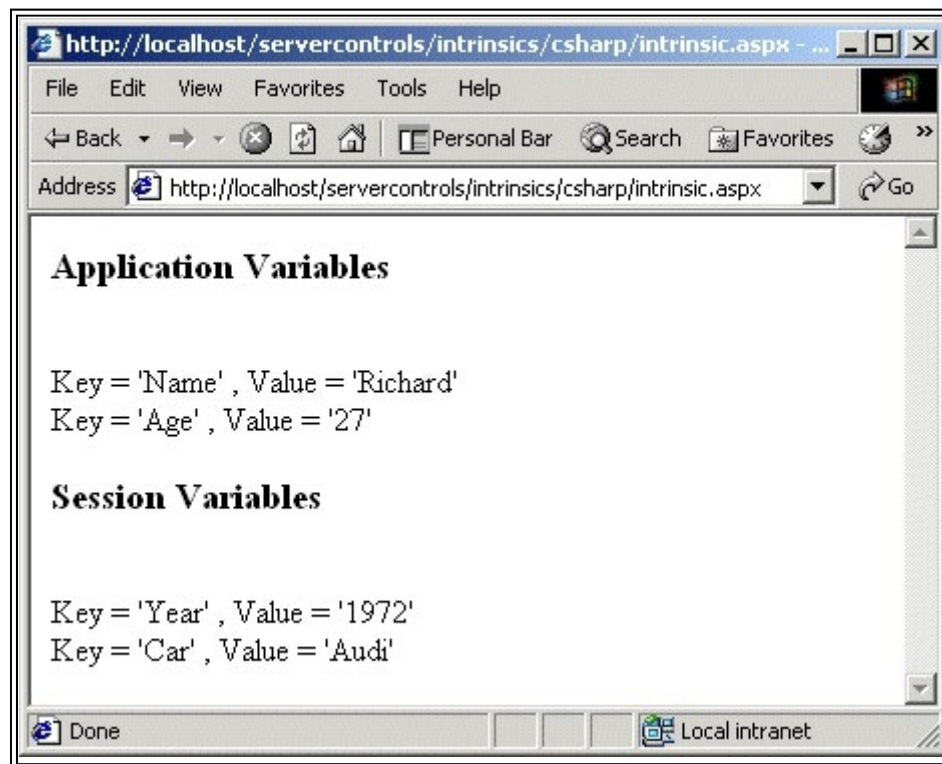 http://localhost/servercontrols/intrinsics/csharp/intrinsic.aspx - ...
File Edit View Favorites Tools Help
Back Personal Bar Search Favorites »
Address http://localhost/servercontrols/intrinsics/csharp/intrinsic.aspx Go
Application Variables
Key = 'Name' , Value = 'Richard'
Key = 'Age' , Value = '27'
Session Variables
Key = 'Year' , Value = '1972'
Key = 'Car' , Value = 'Audi'
Done Local intranet